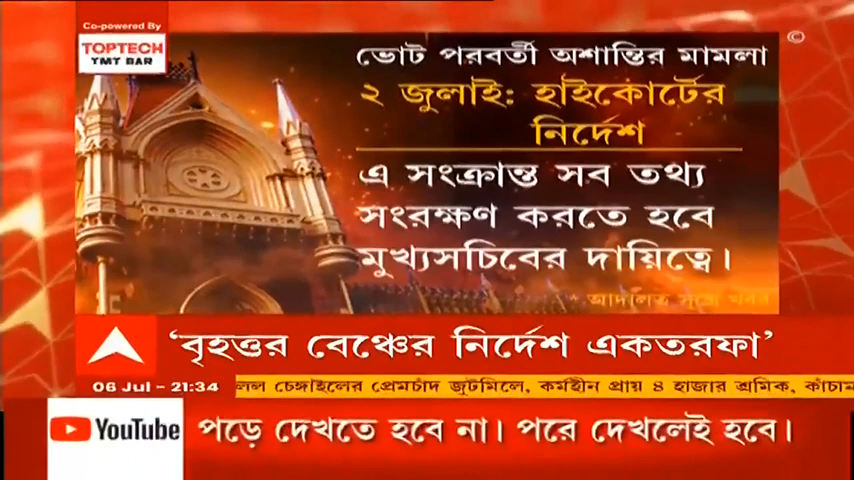 Co-powered By
TOPTECH
TMT BAR
©
ভোট পরবর্তী অশান্তির মামলা
২ জুলাই: হাইকোর্টের
নির্দেশ
এ সংক্রান্ত সব তথ্য
সংরক্ষণ করতে হবে
মুখ্যসচিবের দায়িত্বে।
আদালত সূত্রে খবর
'বৃহত্তর বেঞ্চের নির্দেশ একতরফা'
06 Jul - 21:34
লল চেঙ্গাইলের প্রেমচাঁদ জুটমিলে, কর্মহীন প্রায় ৪ হাজার শ্রমিক, কাঁচাম
YouTube
পড়ে দেখতে হবে না। পরে দেখলেই হবে।